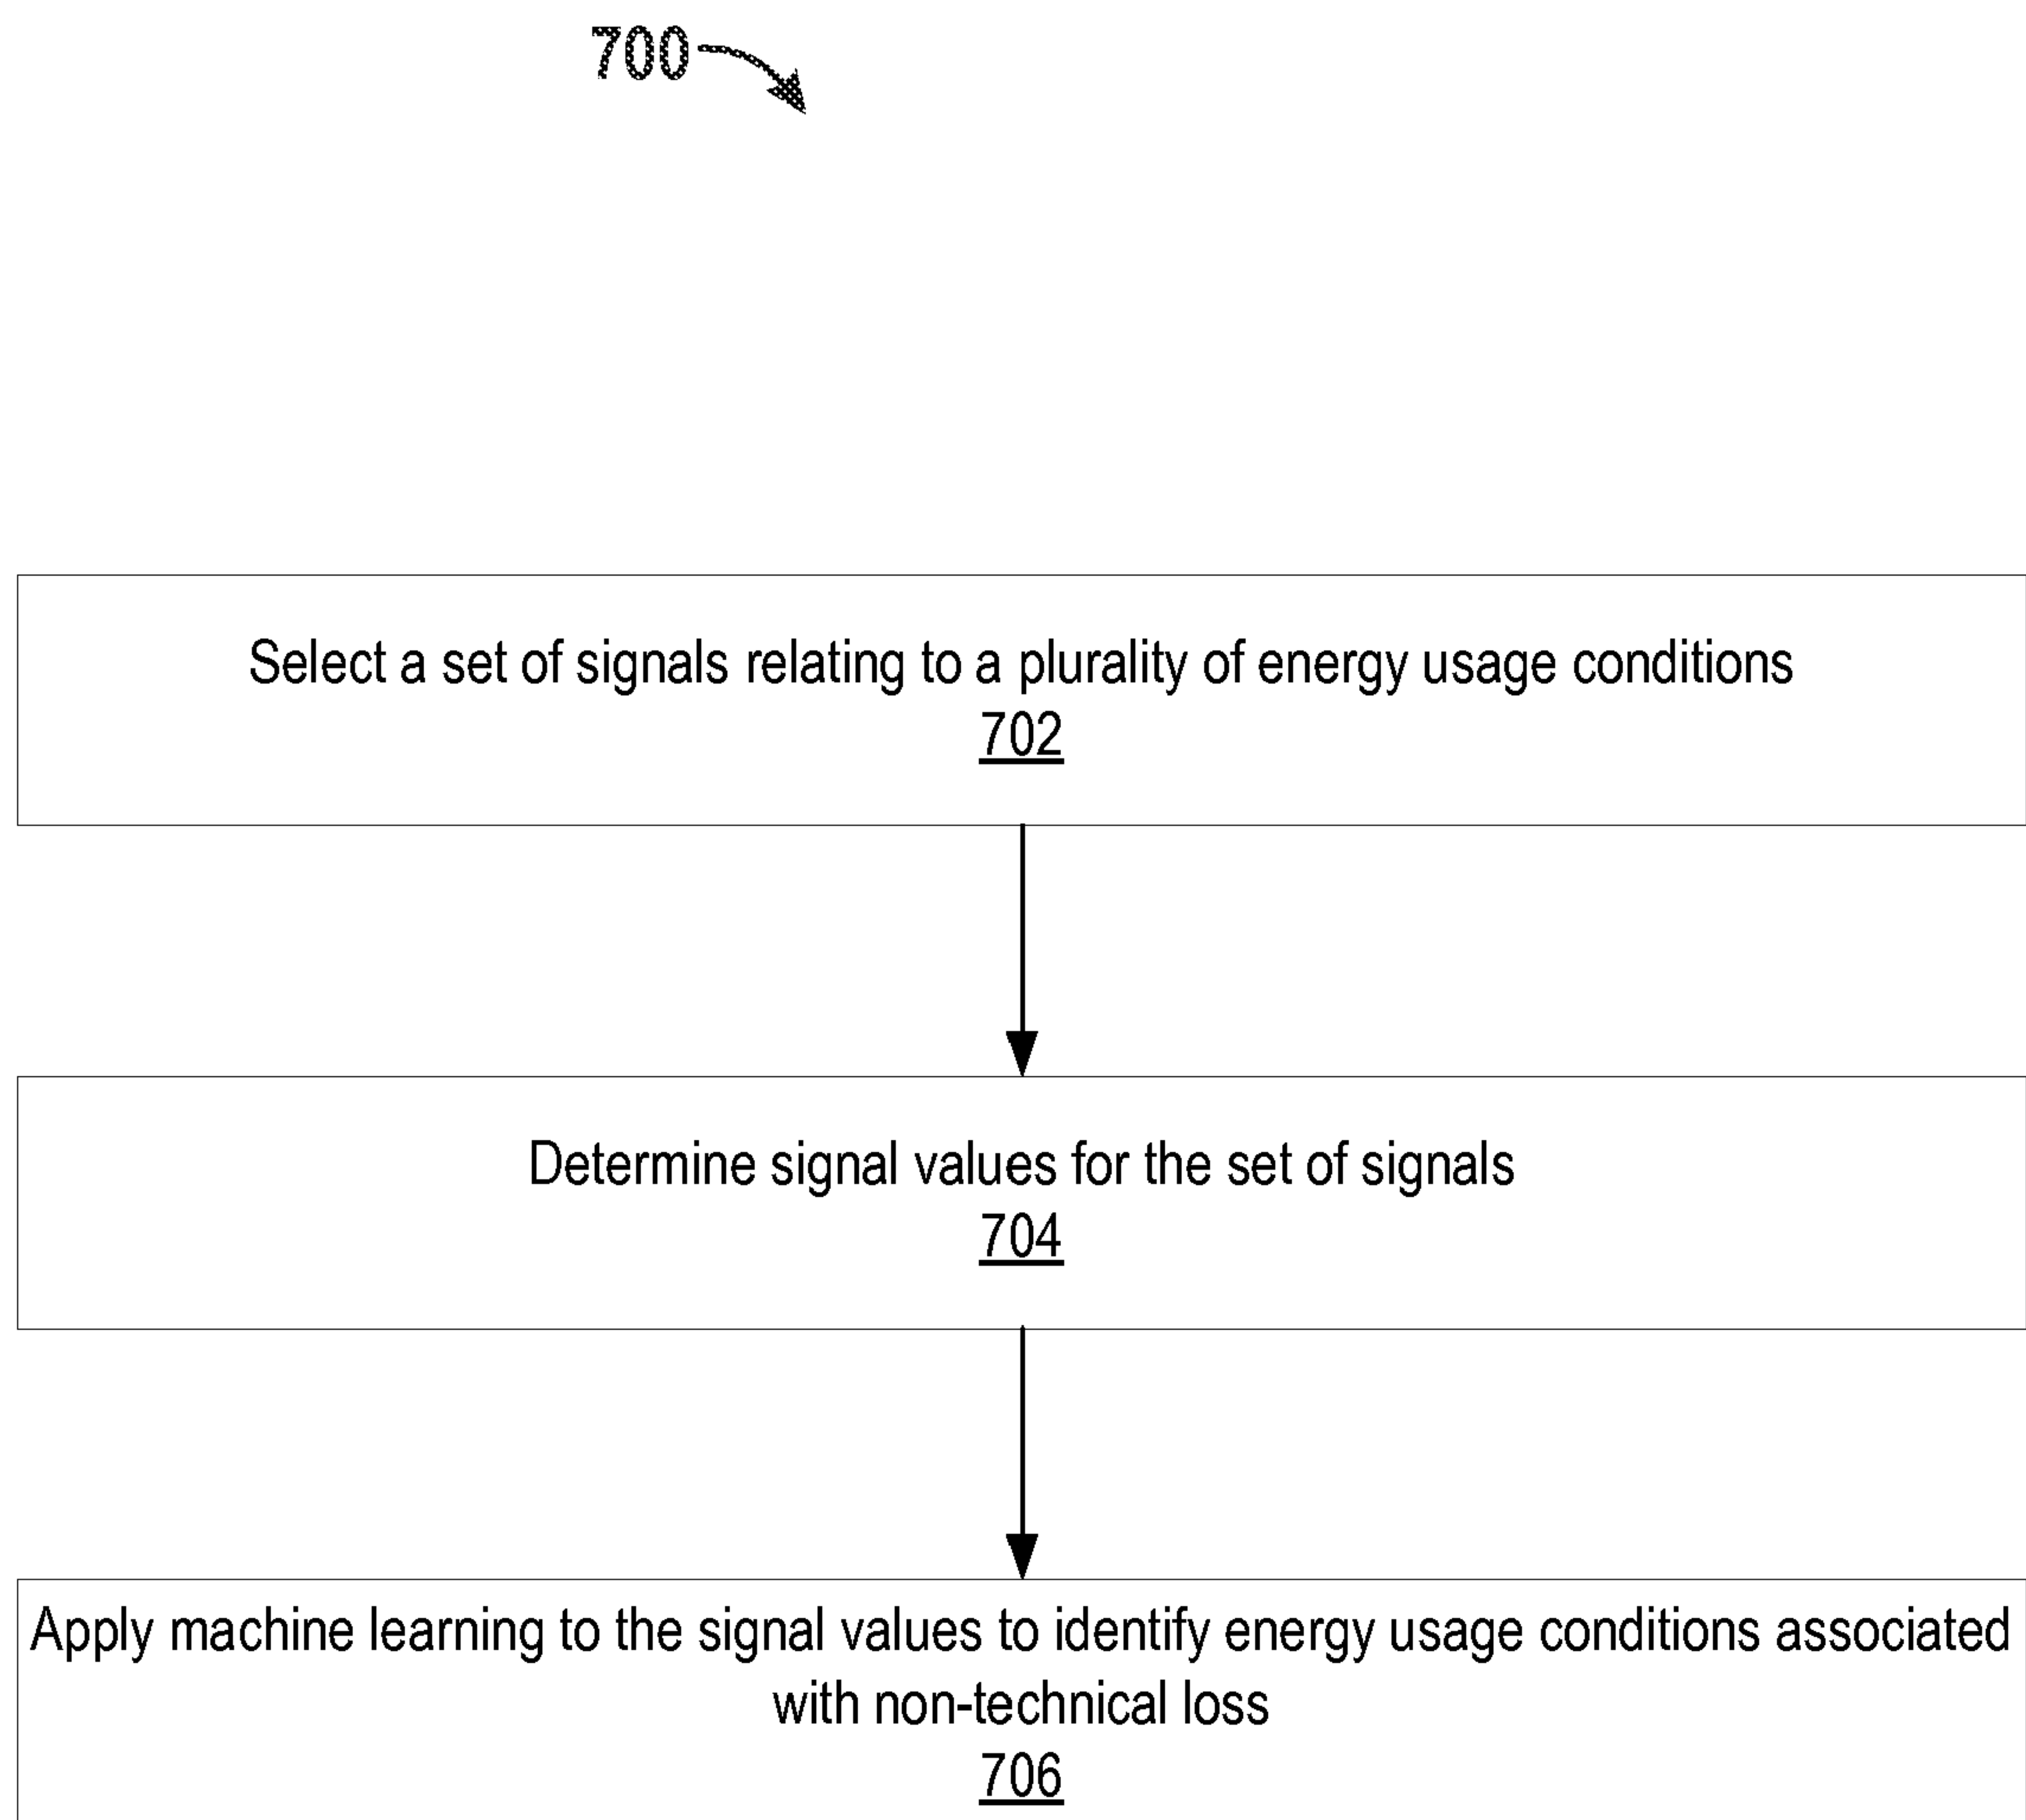 700
Select a set of signals relating to a plurality of energy usage conditions
702
Determine signal values for the set of signals
704
Apply machine learning to the signal values to identify energy usage conditions associated
with non-technical loss
706